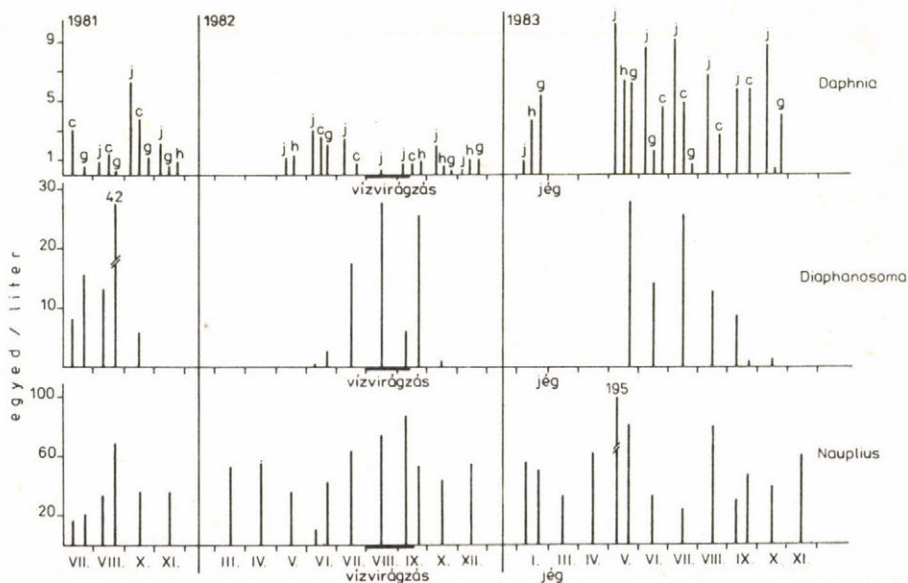 1981 1982 1983
9
5
1
c g j c g j c g j g h
j h j c g j c j j c h j h g j h g
j h g j h g j g c j c g j c j c j g
Daphnia
vízvirágzás jég
30
20
10
42
Diaphanosoma
vízvirágzás jég
egyed / liter
100
60
20
195
Nauplius
VII. VIII. X. XI. III. IV. V. VI. VII. VIII. IX. X. XII. I. III. IV. V. VI. VII. VIII. IX. X. XI.
vízvirágzás jég